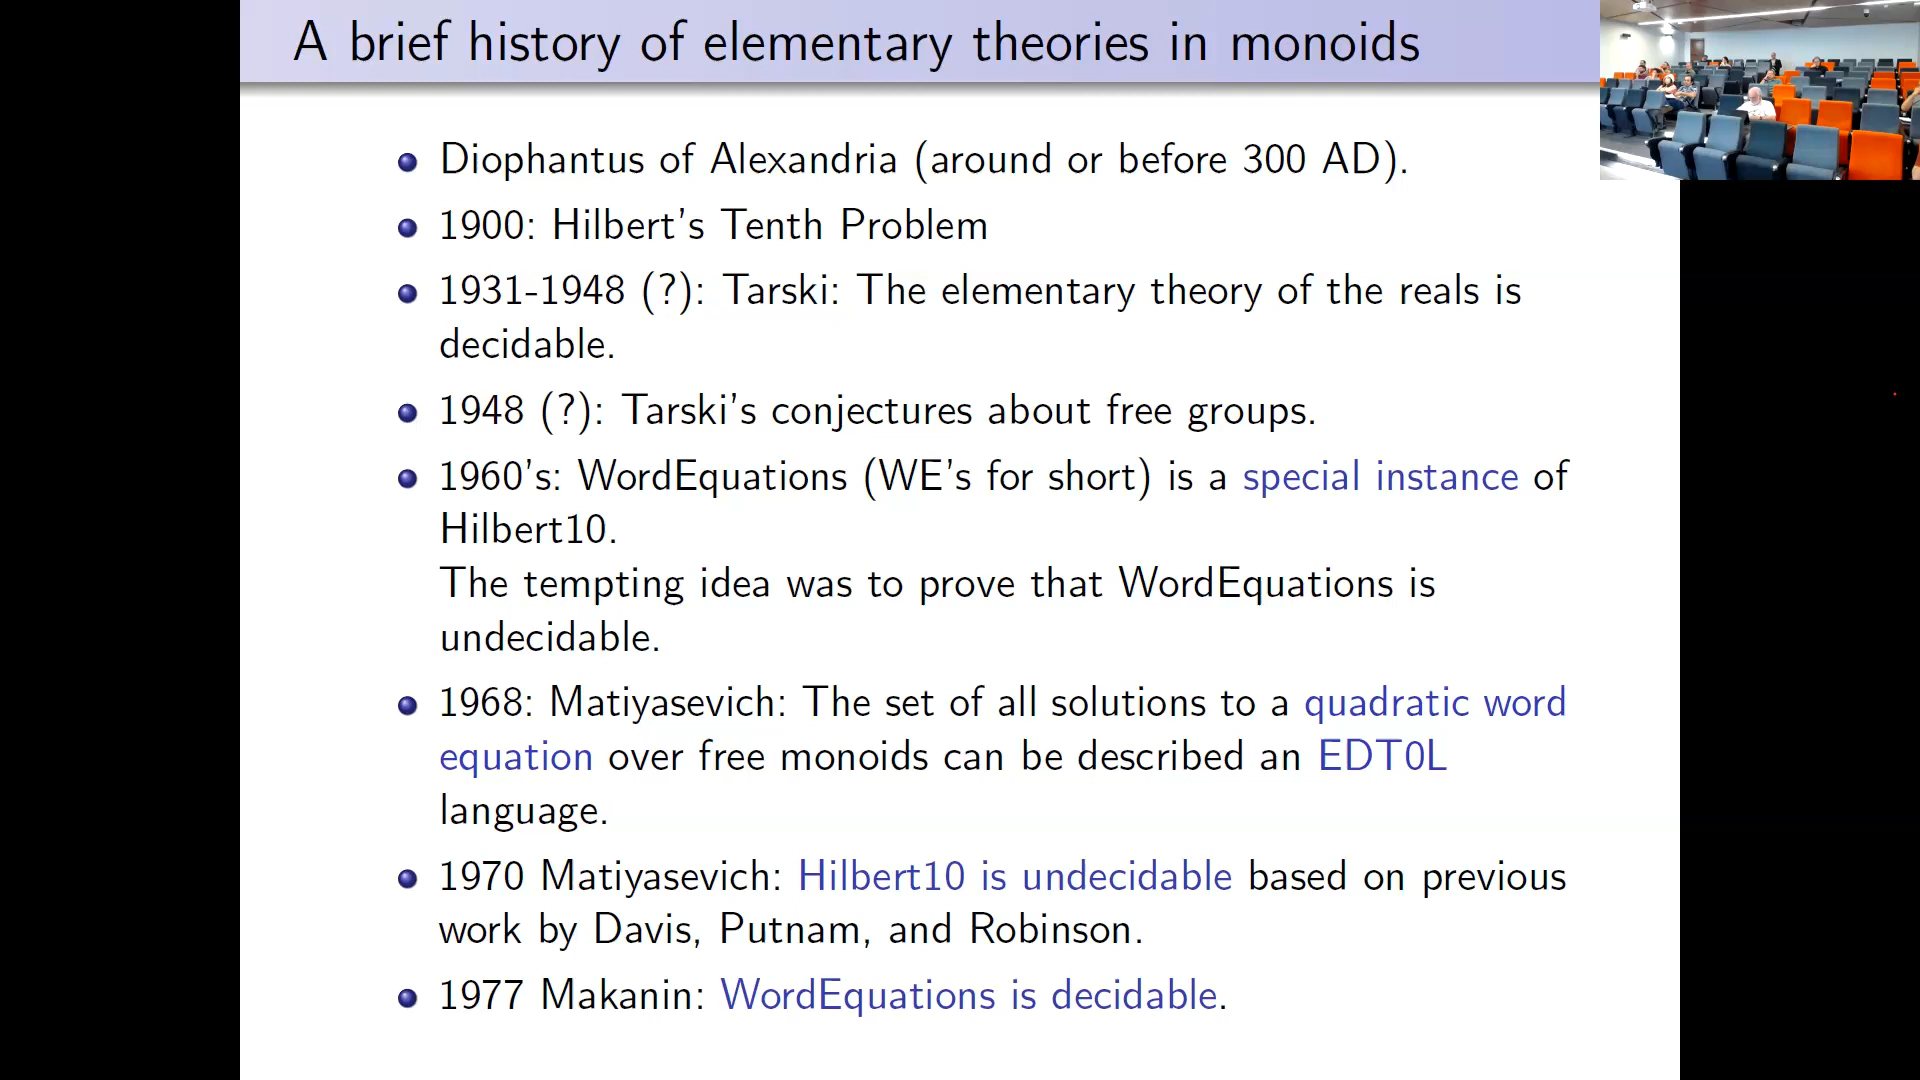 A brief history of elementary theories in monoids
Diophantus of Alexandria (around or before 300 AD).
1900: Hilbert's Tenth Problem
1931-1948 (?): Tarski: The elementary theory of the reals is
decidable.
1948 (?): Tarski's conjectures about free groups.
1960's: WordEquations (WE's for short) is a special instance of
Hilbert10.
The tempting idea was to prove that WordEquations is
undecidable.
1968: Matiyasevich: The set of all solutions to a quadratic word
equation over free monoids can be described an EDT0L
language.
1970 Matiyasevich: Hilbert10 is undecidable based on previous
work by Davis, Putnam, and Robinson.
1977 Makanin: WordEquations is decidable.